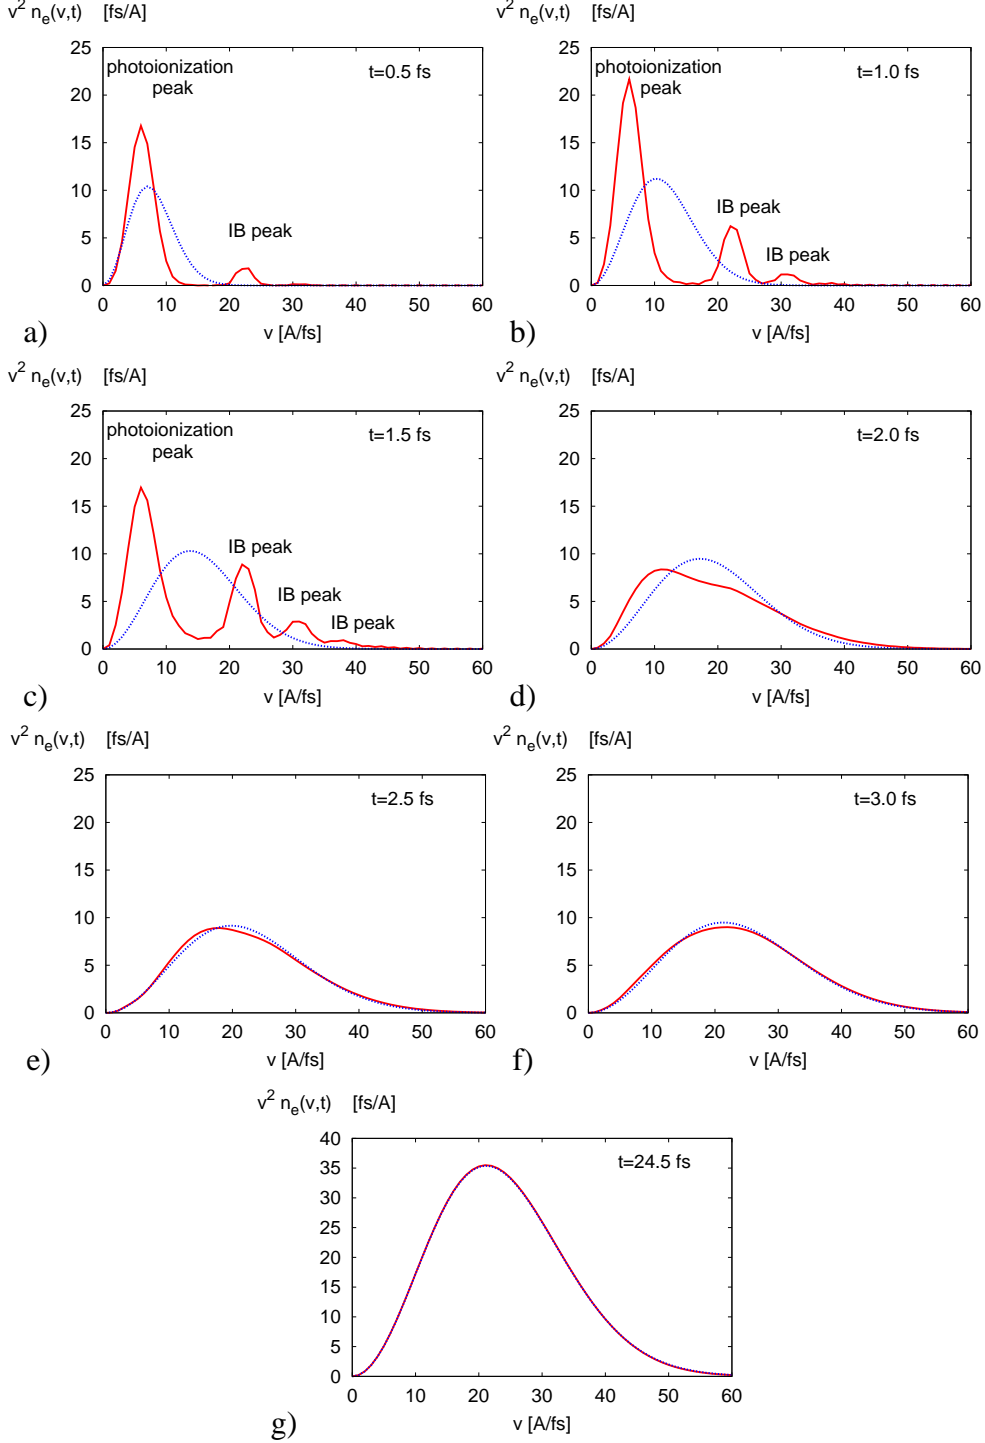 v² nₑ(v,t) [fs/A]
25
20
15
10
5
0
photoionization
peak
t=0.5 fs
IB peak
0 10 20 30 40 50 60
v [A/fs]
a)
v² nₑ(v,t) [fs/A]
25
20
15
10
5
0
photoionization
peak
t=1.0 fs
IB peak
IB peak
0 10 20 30 40 50 60
v [A/fs]
b)
v² nₑ(v,t) [fs/A]
25
20
15
10
5
0
photoionization
peak
t=1.5 fs
IB peak
IB peak
IB peak
0 10 20 30 40 50 60
v [A/fs]
c)
v² nₑ(v,t) [fs/A]
25
20
15
10
5
0
t=2.0 fs
0 10 20 30 40 50 60
v [A/fs]
d)
v² nₑ(v,t) [fs/A]
25
20
15
10
5
0
t=2.5 fs
0 10 20 30 40 50 60
v [A/fs]
e)
v² nₑ(v,t) [fs/A]
25
20
15
10
5
0
t=3.0 fs
0 10 20 30 40 50 60
v [A/fs]
f)
v² nₑ(v,t) [fs/A]
40
35
30
25
20
15
10
5
0
t=24.5 fs
0 10 20 30 40 50 60
v [A/fs]
g)